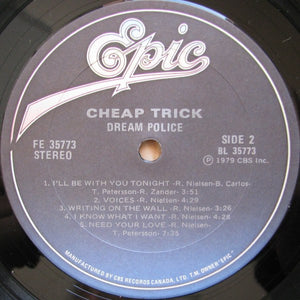 Epic
CHEAP TRICK
DREAM POLICE
FE 35773
STEREO
SIDE 2
BL 35773
℗ 1979 CBS Inc.
1. I'LL BE WITH YOU TONIGHT -R. Nielsen-B. Carlos-
T. Petersson-R. Zander- 3:51
2. VOICES -R. Nielsen- 4:29
3. WRITING ON THE WALL -R. Nielsen- 3:26
4. I KNOW WHAT I WANT -R. Nielsen- 4:28
5. NEED YOUR LOVE -R. Nielsen-
T. Petersson- 7:35
MANUFACTURED BY CBS RECORDS CANADA, LTD. T.M. OWNER "EPIC"